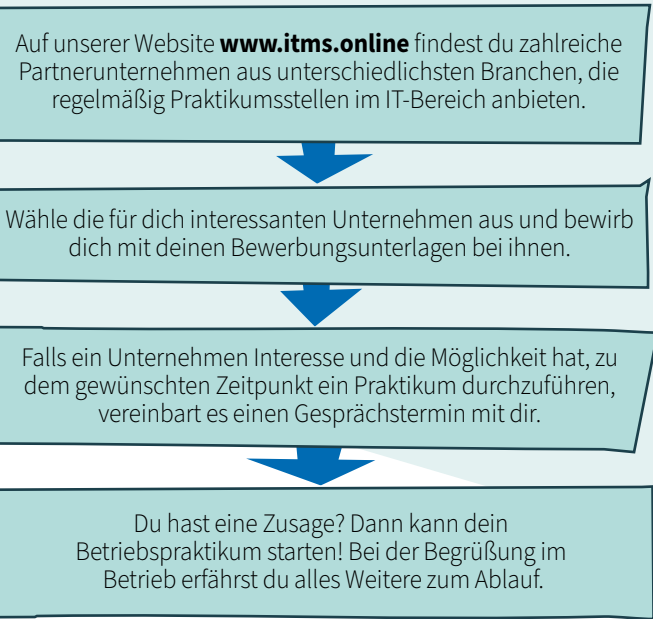 Auf unserer Website www.itms.online findest du zahlreiche
Partnerunternehmen aus unterschiedlichsten Branchen, die
regelmäßig Praktikumsstellen im IT-Bereich anbieten.
Wähle die für dich interessanten Unternehmen aus und bewirb
dich mit deinen Bewerbungsunterlagen bei ihnen.
Falls ein Unternehmen Interesse und die Möglichkeit hat, zu
dem gewünschten Zeitpunkt ein Praktikum durchzuführen,
vereinbart es einen Gesprächstermin mit dir.
Du hast eine Zusage? Dann kann dein
Betriebspraktikum starten! Bei der Begrüßung im
Betrieb erfährst du alles Weitere zum Ablauf.